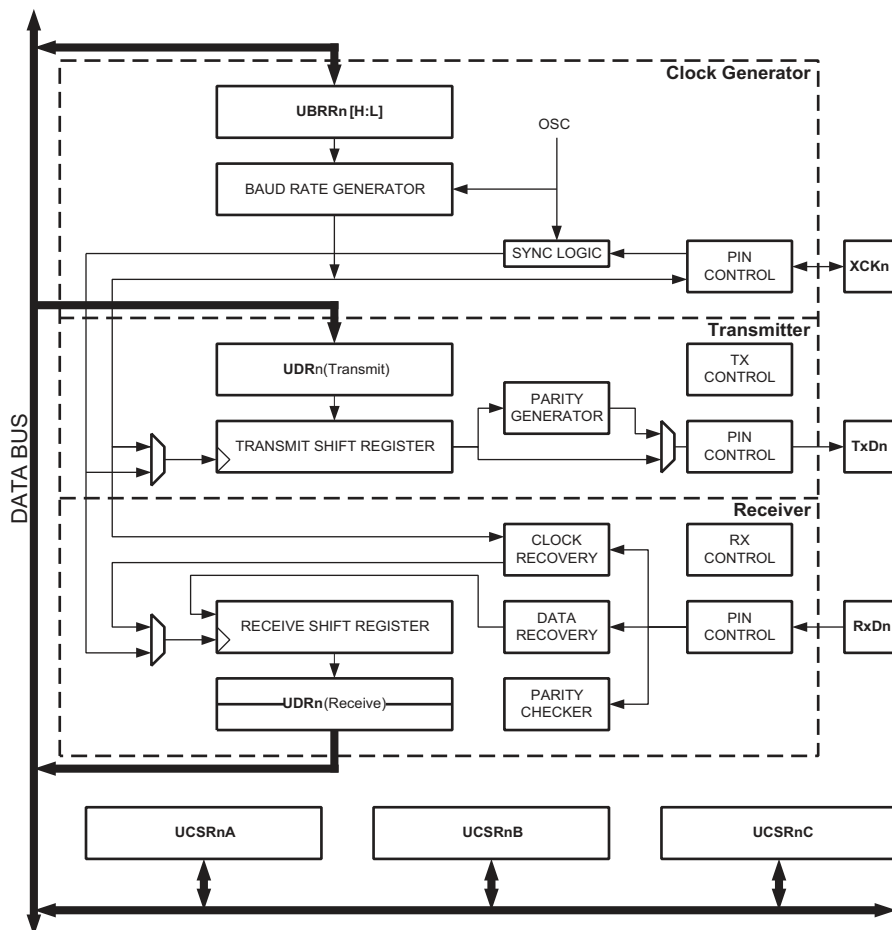 Clock Generator
UBRRn [H:L]
OSC
BAUD RATE GENERATOR
SYNC LOGIC
PIN
CONTROL
XCKn
Transmitter
UDRn(Transmit)
TX
CONTROL
PARITY
GENERATOR
TRANSMIT SHIFT REGISTER
PIN
CONTROL
TxDn
DATA BUS
Receiver
CLOCK
RECOVERY
RX
CONTROL
RECEIVE SHIFT REGISTER
DATA
RECOVERY
PIN
CONTROL
RxDn
UDRn(Receive)
PARITY
CHECKER
UCSRnA
UCSRnB
UCSRnC